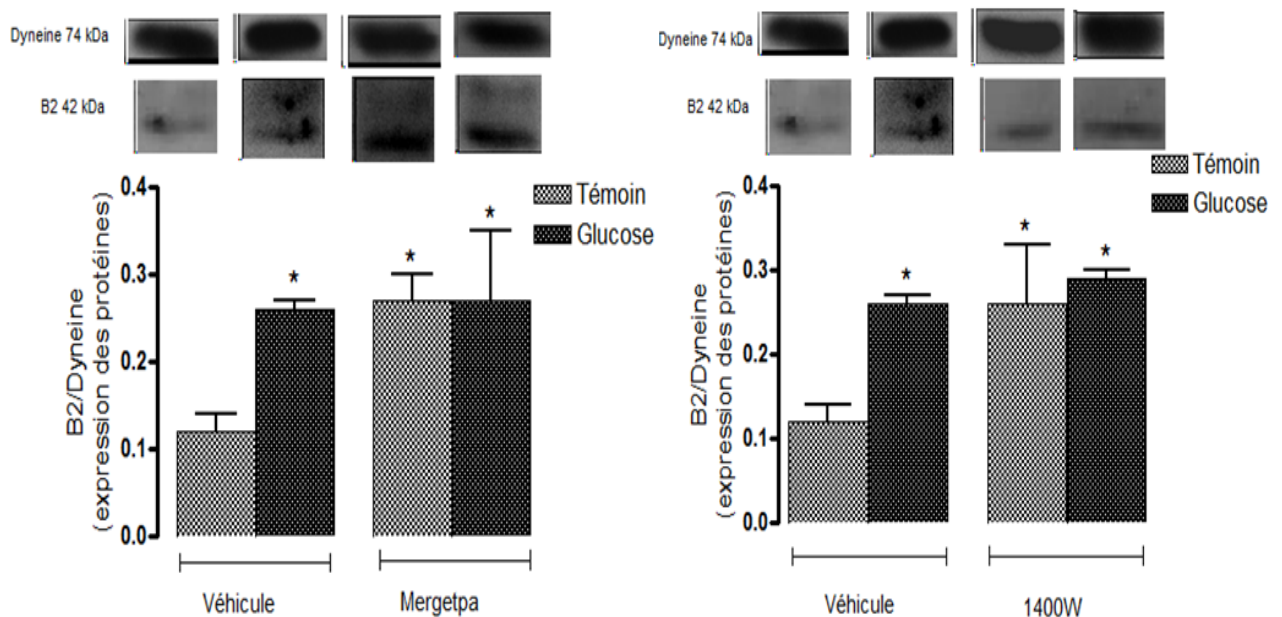 Dyneine 74 kDa
B2 42 kDa
Témoin
Glucose
B2/Dyneine
(expression des protéines)
0.4
0.3
0.2
0.1
0.0
*
*
*
Véhicule
Mergetpa
Dyneine 74 kDa
B2 42 kDa
Témoin
Glucose
B2/Dyneine
(expression des protéines)
0.4
0.3
0.2
0.1
0.0
*
*
*
Véhicule
1400W